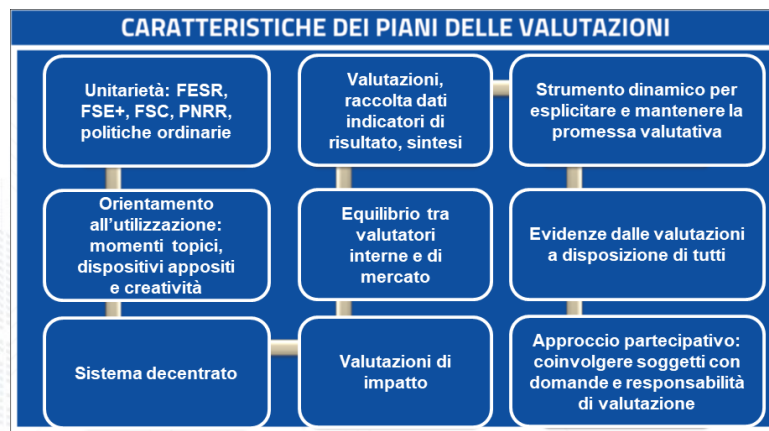 CARATTERISTICHE DEI PIANI DELLE VALUTAZIONI
Unitarietà: FESR,
FSE+, FSC, PNRR,
politiche ordinarie
Orientamento
all'utilizzazione:
momenti topici,
dispositivi appositi
e creatività
Sistema decentrato
Valutazioni di
impatto
Equilibrio tra
valutatori
interne e di
mercato
Valutazioni,
raccolta dati
indicatori di
risultato, sintesi
Strumento dinamico per
esplicitare e mantenere la
promessa valutativa
Evidenze dalle valutazioni
a disposizione di tutti
Approccio partecipativo:
coinvolgere soggetti con
domande e responsabilità
di valutazione